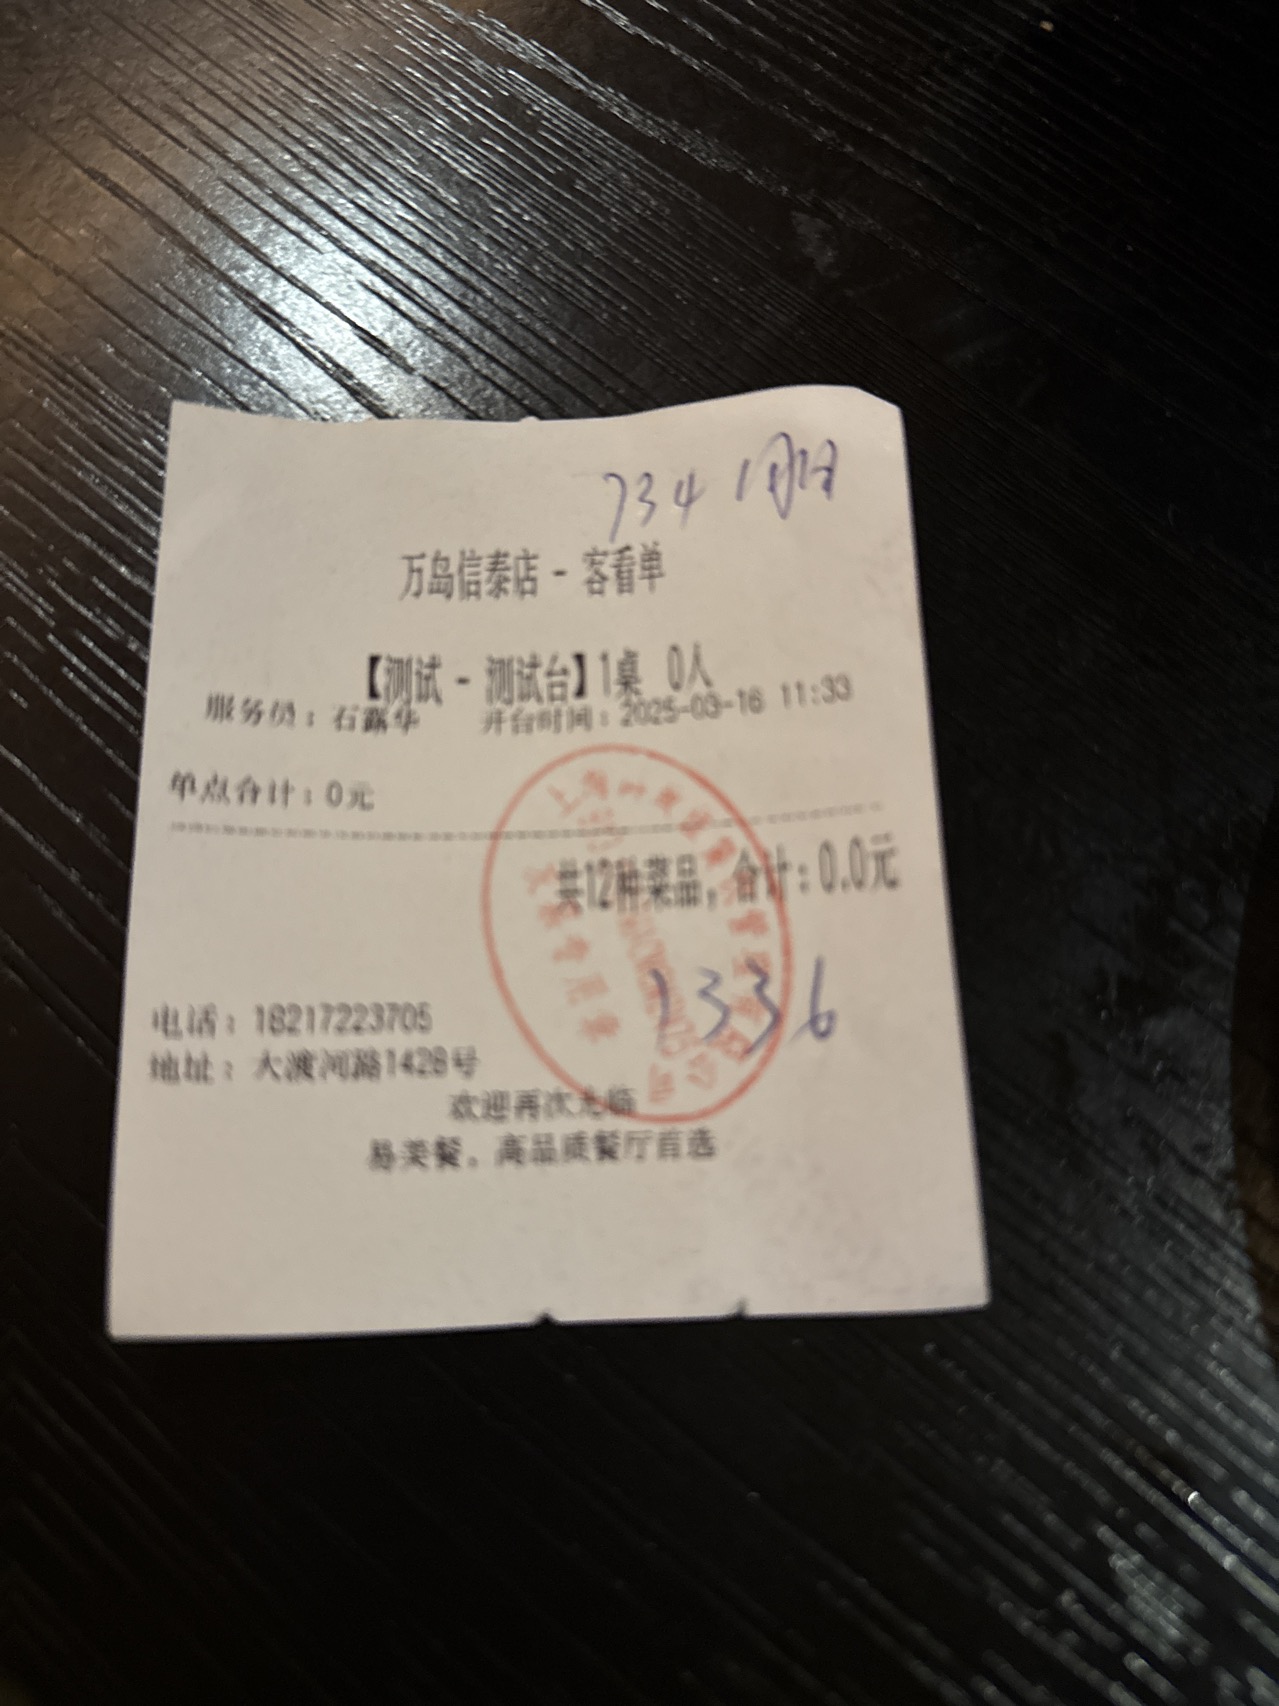 734
万岛信泰店 - 客看单
【测试 - 测试台】1桌 0人
服务员：石露华 开台时间：2025-03-16 11:33
单点合计：0元
共12种菜品，合计：0.0元
1336
电话：18217223705
地址：大渡河路1428号
欢迎再次光临
易美餐，高品质餐厅首选